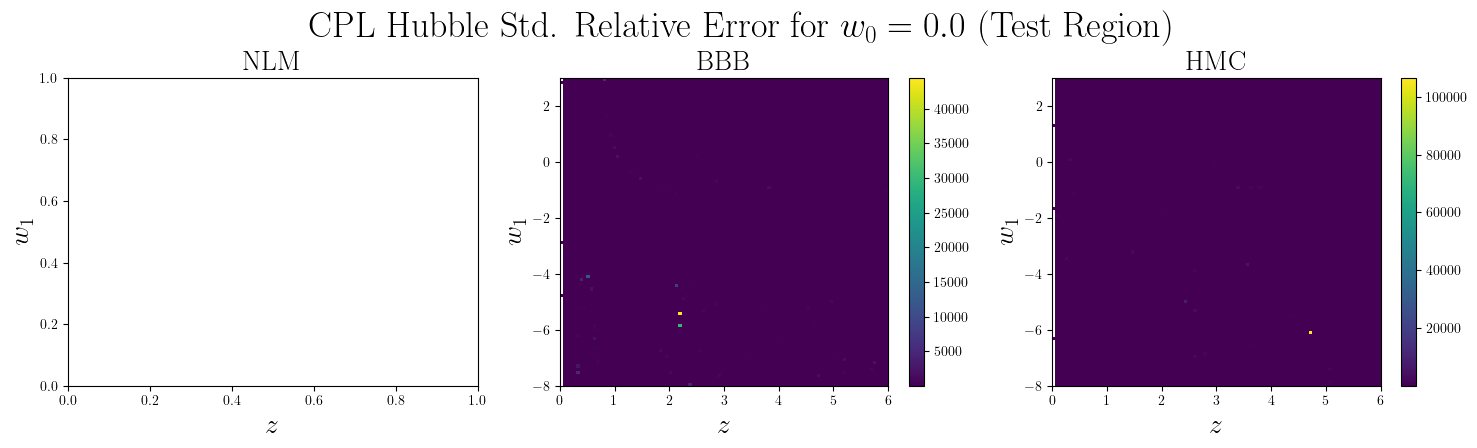 CPL Hubble Std. Relative Error for w₀ = 0.0 (Test Region)
NLM
1.0
0.8
0.6
0.4
0.2
0.0
w₁
0.0 0.2 0.4 0.6 0.8 1.0
z
BBB
2
0
−2
−4
−6
−8
w₁
0 1 2 3 4 5 6
z
40000
35000
30000
25000
20000
15000
10000
5000
HMC
2
0
−2
−4
−6
−8
w₁
0 1 2 3 4 5 6
z
100000
80000
60000
40000
20000